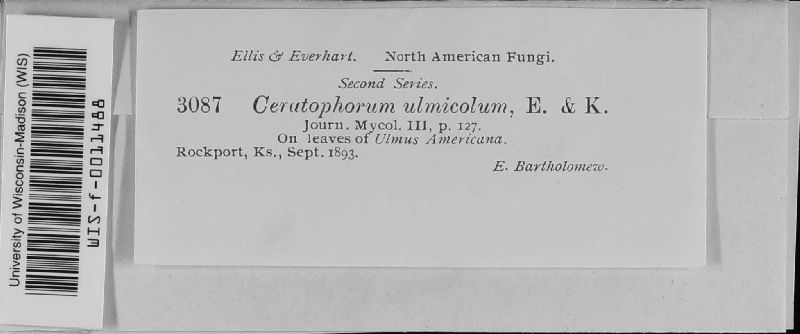 University of Wisconsin-Madison (WIS)
WIS-f-0011488
Ellis & Everhart. North American Fungi.
Second Series.
3087 Ceratophorum ulmicolum, E. & K.
Journ. Mycol. III, p. 127.
On leaves of Ulmus Americana.
Rockport, Ks., Sept. 1893.
E. Bartholomew.